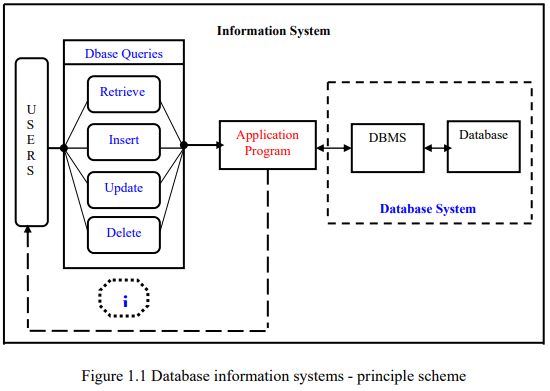 Information System
Dbase Queries
USERS
Retrieve
Insert
Update
Delete
i
Application
Program
DBMS
Database
Database System
Figure 1.1 Database information systems - principle scheme